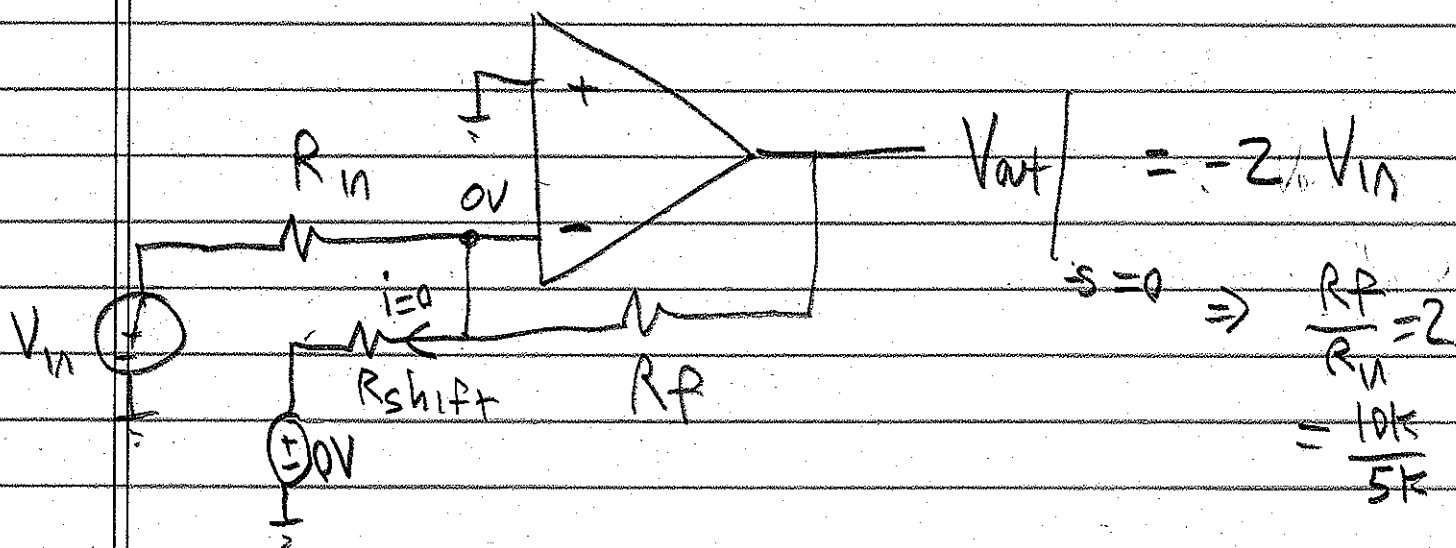 +
R in
0V
-
Vout | = -2 Vin
s=0
⇒ Rf/Rin = 2
= 10k/5k
i=0
Vin
+
-
Rshift
Rf
+
-
0V